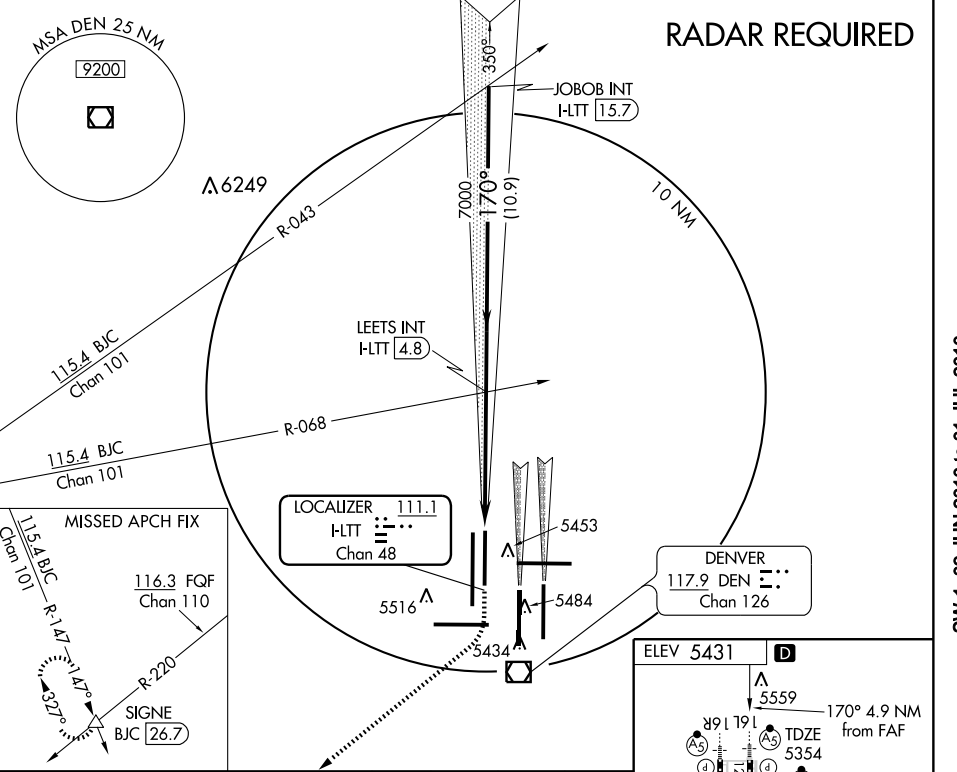 MSA DEN 25 NM
9200
RADAR REQUIRED
350°
JOBOB INT
I-LTT 15.7
6249
7000
170°
(10.9)
10 NM
R-043
115.4 BJC
Chan 101
LEETS INT
I-LTT 4.8
R-068
115.4 BJC
Chan 101
LOCALIZER 111.1
I-LTT
Chan 48
5453
5516
5484
5434
DENVER
117.9 DEN
Chan 126
MISSED APCH FIX
115.4 BJC
Chan 101
R-147
147°
327°
116.3 FQF
Chan 110
R-220
SIGNE
BJC 26.7
ELEV 5431
D
5559
170° 4.9 NM
from FAF
16R 16L
A5
A5
TDZE
5354
P
P